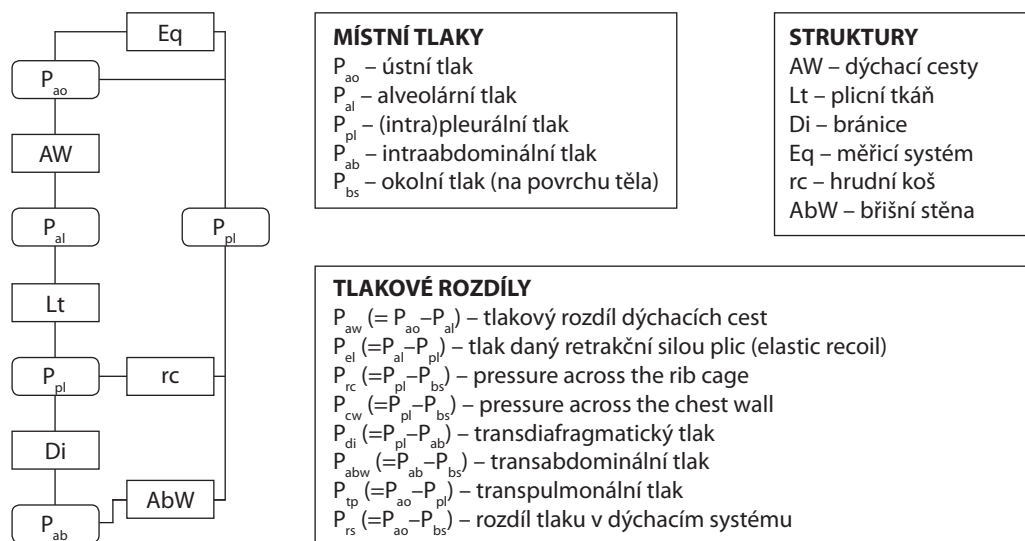 Eq
P_ao
AW
P_al
P_pl
Lt
P_pl
rc
Di
AbW
P_ab
MÍSTNÍ TLAKY
P_ao – ústní tlak
P_al – alveolární tlak
P_pl – (intra)pleurální tlak
P_ab – intraabdominální tlak
P_bs – okolní tlak (na povrchu těla)
STRUKTURY
AW – dýchací cesty
Lt – plicní tkáň
Di – bránice
Eq – měřicí systém
rc – hrudní koš
AbW – břišní stěna
TLAKOVÉ ROZDÍLY
P_aw (= P_ao–P_al) – tlakový rozdíl dýchacích cest
P_el (=P_al–P_pl) – tlak daný retrakční silou plic (elastic recoil)
P_rc (=P_pl–P_bs) – pressure across the rib cage
P_cw (=P_pl–P_bs) – pressure across the chest wall
P_di (=P_pl–P_ab) – transdiafragmatický tlak
P_abw (=P_ab–P_bs) – transabdominální tlak
P_tp (=P_ao–P_pl) – transpulmonální tlak
P_rs (=P_ao–P_bs) – rozdíl tlaku v dýchacím systému